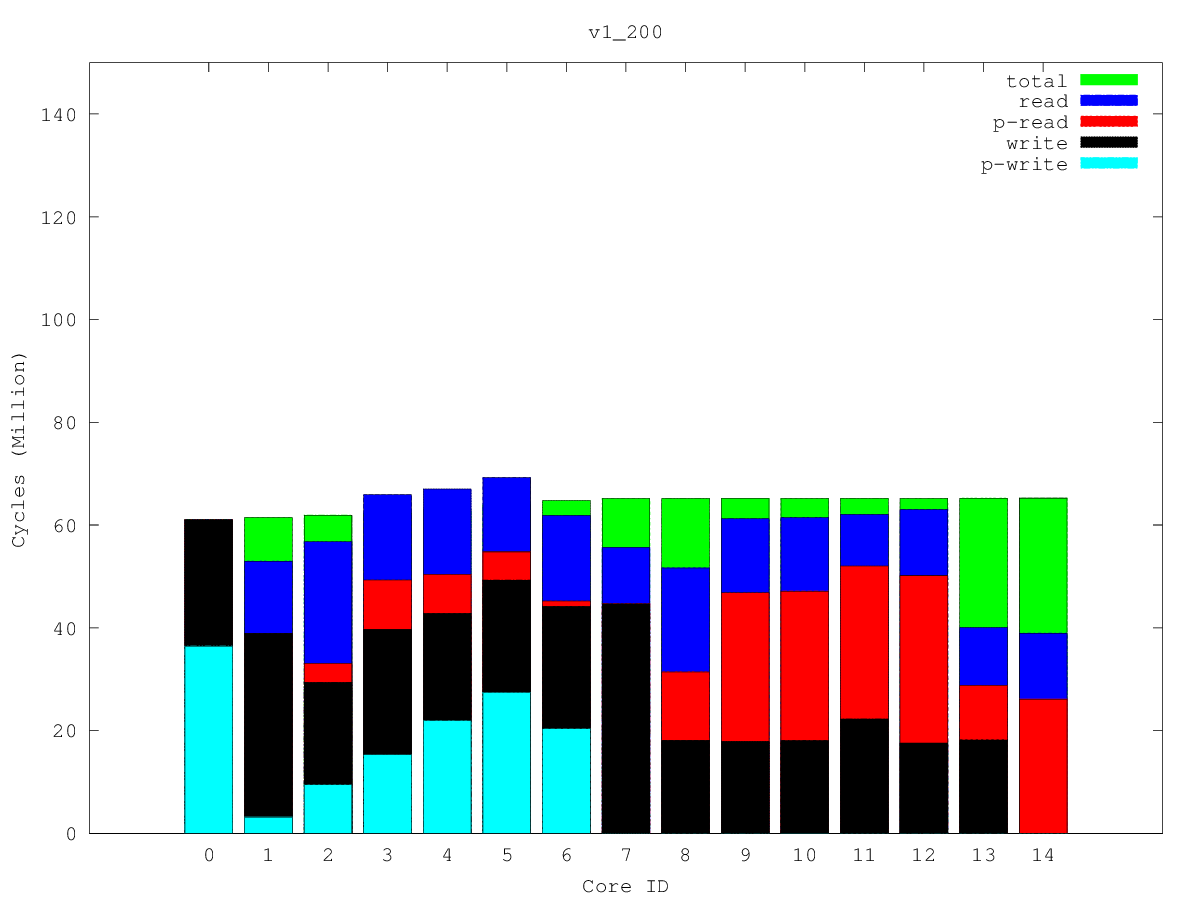 v1_200
total
read
p-read
write
p-write
140
120
100
80
60
40
20
0
Cycles (Million)
0 1 2 3 4 5 6 7 8 9 10 11 12 13 14
Core ID